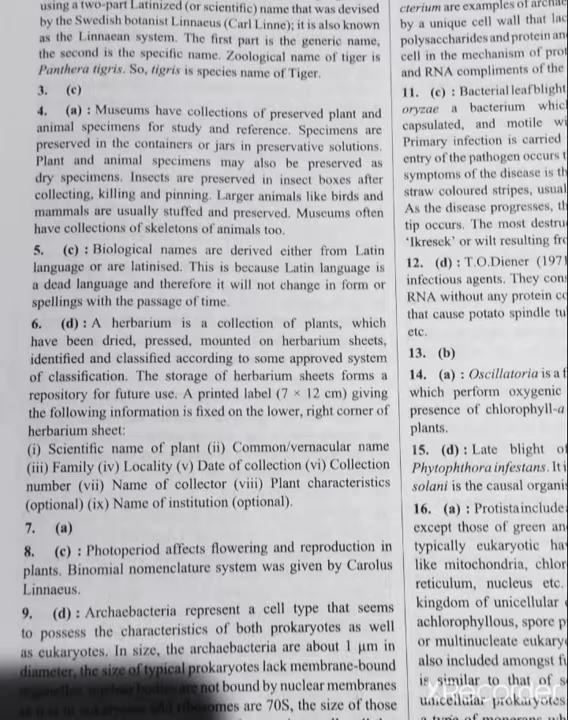 using a two-part Latinized (or scientific) name that was devised
by the Swedish botanist Linnaeus (Carl Linne); it is also known
as the Linnaean system. The first part is the generic name,
the second is the specific name. Zoological name of tiger is
Panthera tigris. So, tigris is species name of Tiger.
3. (c)
4. (a) : Museums have collections of preserved plant and
animal specimens for study and reference. Specimens are
preserved in the containers or jars in preservative solutions.
Plant and animal specimens may also be preserved as
dry specimens. Insects are preserved in insect boxes after
collecting, killing and pinning. Larger animals like birds and
mammals are usually stuffed and preserved. Museums often
have collections of skeletons of animals too.
5. (c) : Biological names are derived either from Latin
language or are latinised. This is because Latin language is
a dead language and therefore it will not change in form or
spellings with the passage of time.
6. (d) : A herbarium is a collection of plants, which
have been dried, pressed, mounted on herbarium sheets,
identified and classified according to some approved system
of classification. The storage of herbarium sheets forms a
repository for future use. A printed label (7 × 12 cm) giving
the following information is fixed on the lower, right corner of
herbarium sheet:
(i) Scientific name of plant (ii) Common/vernacular name
(iii) Family (iv) Locality (v) Date of collection (vi) Collection
number (vii) Name of collector (viii) Plant characteristics
(optional) (ix) Name of institution (optional).
7. (a)
8. (c) : Photoperiod affects flowering and reproduction in
plants. Binomial nomenclature system was given by Carolus
Linnaeus.
9. (d) : Archaebacteria represent a cell type that seems
to possess the characteristics of both prokaryotes as well
as eukaryotes. In size, the archaebacteria are about 1 μm in
diameter, the size of typical prokaryotes lack membrane-bound
are not bound by nuclear membranes
are 70S, the size of those
cterium are examples of
by a unique cell wall that
polysaccharides and protein
cell in the mechanism of
and RNA compliments of the
11. (c) : Bacterial leaf blight
oryzae a bacterium
capsulated, and motile
Primary infection is carried
entry of the pathogen occurs
symptoms of the disease is
straw coloured stripes,
As the disease progresses,
tip occurs. The most
'Kresek' or wilt resulting
12. (d) : T.O.Diener (1971
infectious agents. They
RNA without any protein
that cause potato spindle
etc.
13. (b)
14. (a) : Oscillatoria is a
which perform oxygenic
presence of chlorophyll-a
plants.
15. (d) : Late blight
Phytophthora infestans. It
solani is the causal
16. (a) : Protista
except those of green
typically eukaryotic
like mitochondria,
reticulum, nucleus etc.
kingdom of unicellular
achlorophyllous, spore
or multinucleate
also included amongst
is similar to that of
unicellular prokaryotes
XRecorder